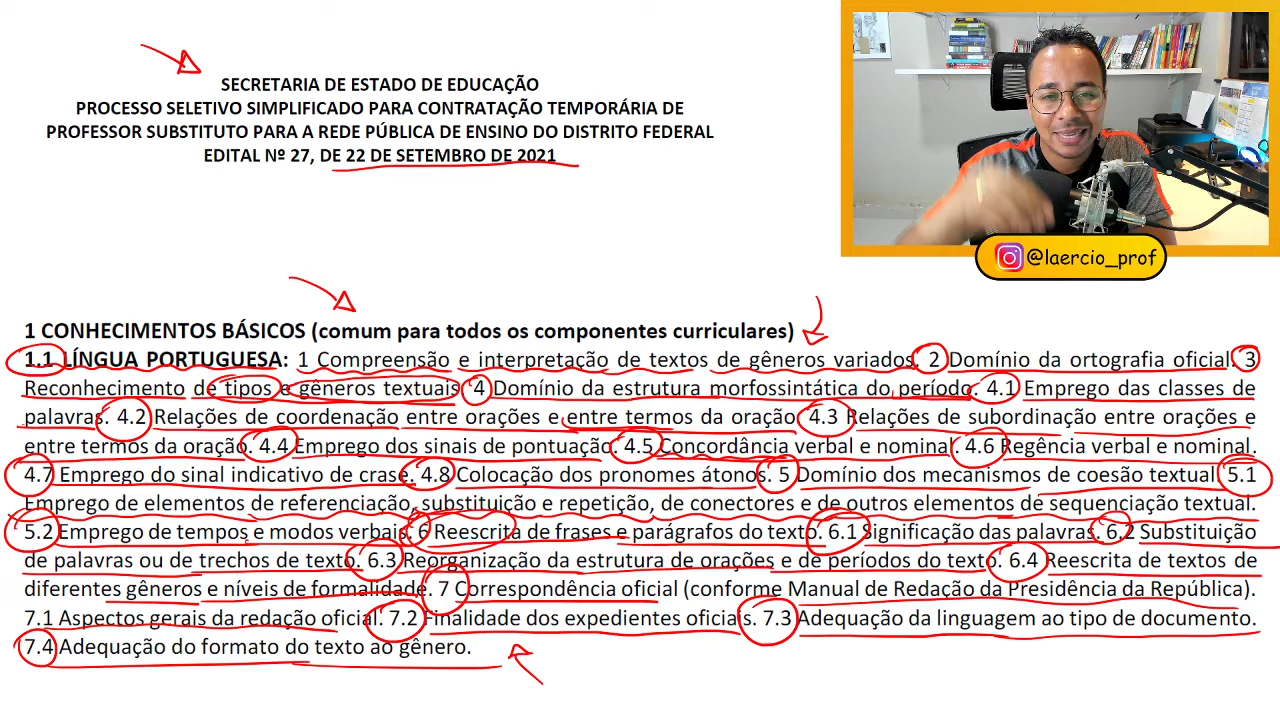 SECRETARIA DE ESTADO DE EDUCAÇÃO
PROCESSO SELETIVO SIMPLIFICADO PARA CONTRATAÇÃO TEMPORÁRIA DE
PROFESSOR SUBSTITUTO PARA A REDE PÚBLICA DE ENSINO DO DISTRITO FEDERAL
EDITAL Nº 27, DE 22 DE SETEMBRO DE 2021
@laercio_prof
1 CONHECIMENTOS BÁSICOS (comum para todos os componentes curriculares)
1.1 LÍNGUA PORTUGUESA: 1 Compreensão e interpretação de textos de gêneros variados. 2 Domínio da ortografia oficial. 3
Reconhecimento de tipos e gêneros textuais. 4 Domínio da estrutura morfossintática do período. 4.1 Emprego das classes de
palavras. 4.2 Relações de coordenação entre orações e entre termos da oração. 4.3 Relações de subordinação entre orações e
entre termos da oração. 4.4 Emprego dos sinais de pontuação. 4.5 Concordância verbal e nominal. 4.6 Regência verbal e nominal.
4.7 Emprego do sinal indicativo de crase. 4.8 Colocação dos pronomes átonos. 5 Domínio dos mecanismos de coesão textual. 5.1
Emprego de elementos de referenciação, substituição e repetição, de conectores e de outros elementos de sequenciação textual.
5.2 Emprego de tempos e modos verbais. 6 Reescrita de frases e parágrafos do texto. 6.1 Significação das palavras. 6.2 Substituição
de palavras ou de trechos de texto. 6.3 Reorganização da estrutura de orações e de períodos do texto. 6.4 Reescrita de textos de
diferentes gêneros e níveis de formalidade. 7 Correspondência oficial (conforme Manual de Redação da Presidência da República).
7.1 Aspectos gerais da redação oficial. 7.2 Finalidade dos expedientes oficiais. 7.3 Adequação da linguagem ao tipo de documento.
7.4 Adequação do formato do texto ao gênero.